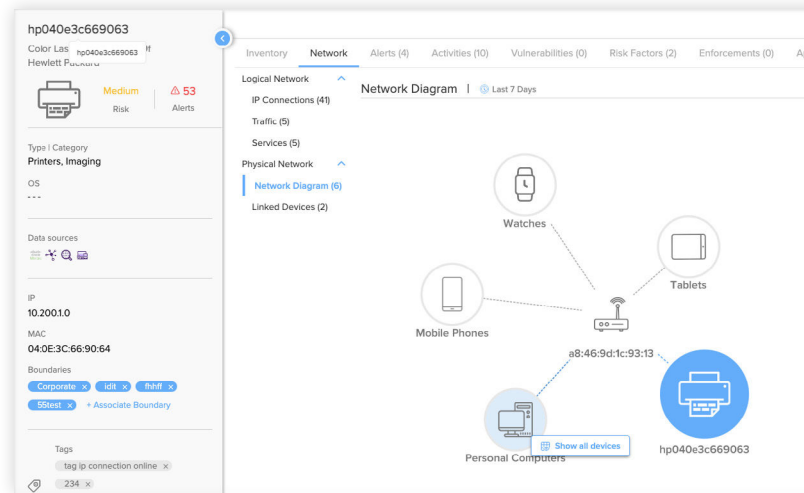 hp040e3c669063
Color Las
hp040e3c669063
Hewlett Packard
Medium
Risk
53
Alerts
Type | Category
Printers, Imaging
OS
---
Data sources
IP
10.200.1.0
MAC
04:0E:3C:66:90:64
Boundaries
Corporate x idit x fhhff x
55test x + Associate Boundary
Tags
tag ip connection online x
234 x
Inventory Network Alerts (4) Activities (10) Vulnerabilities (0) Risk Factors (2) Enforcements (0)
Logical Network
IP Connections (41)
Traffic (5)
Services (5)
Physical Network
Network Diagram (6)
Linked Devices (2)
Network Diagram | Last 7 Days
Watches
Tablets
Mobile Phones
a8:46:9d:1c:93:13
Show all devices
Personal Computers
hp040e3c669063